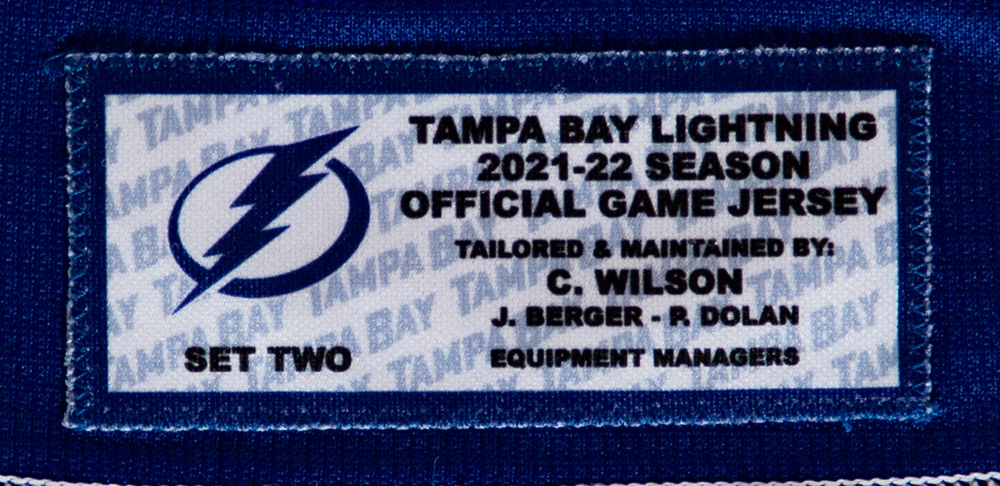 TAMPA BAY LIGHTNING
2021-22 SEASON
OFFICIAL GAME JERSEY
TAILORED & MAINTAINED BY:
C. WILSON
J. BERGER - P. DOLAN
EQUIPMENT MANAGERS
SET TWO